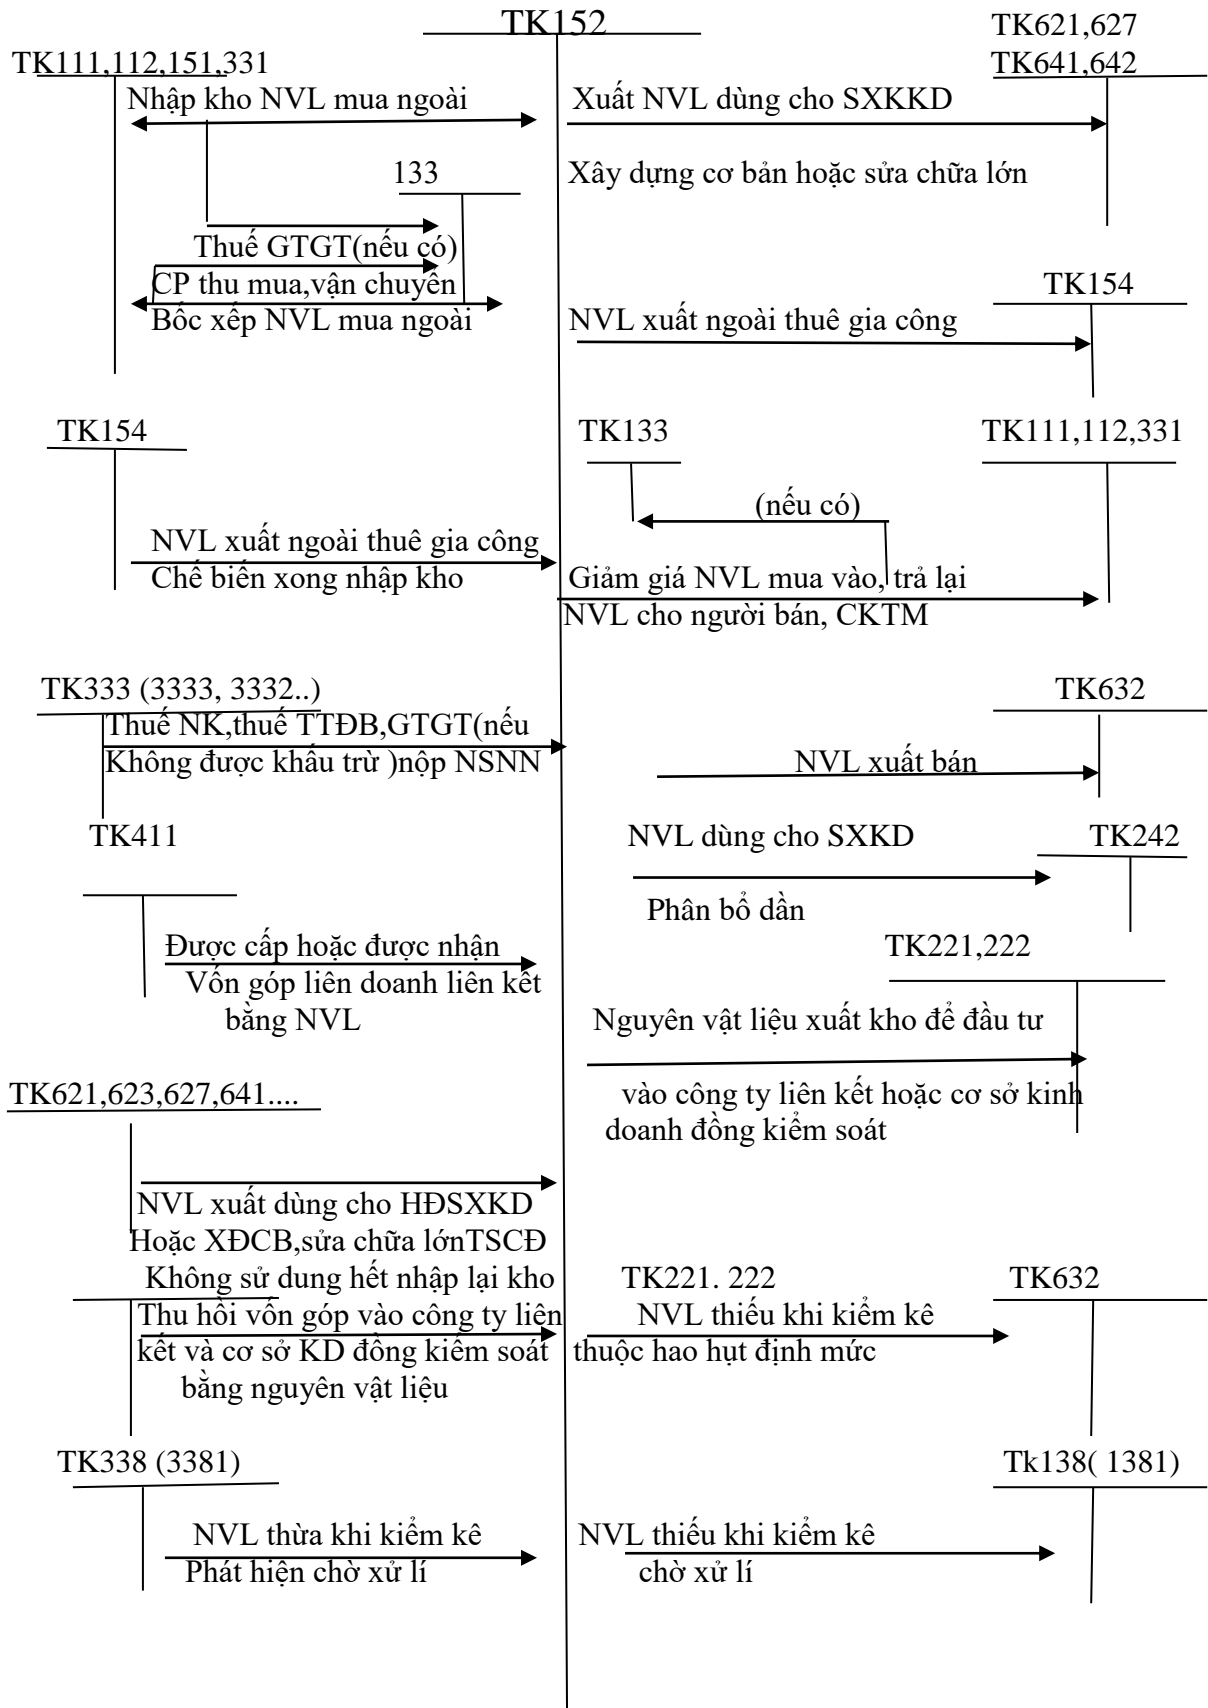 TK152
TK621,627
TK111,112,151,331
TK641,642
Nhập kho NVL mua ngoài
Xuất NVL dùng cho SXKKD
133
Xây dựng cơ bản hoặc sửa chữa lớn
Thuế GTGT(nếu có)
CP thu mua,vận chuyển
TK154
Bốc xếp NVL mua ngoài
NVL xuất ngoài thuê gia công
TK154
TK133
TK111,112,331
(nếu có)
NVL xuất ngoài thuê gia công
Chế biến xong nhập kho
Giảm giá NVL mua vào, trả lại
NVL cho người bán, CKTM
TK333 (3333, 3332..)
TK632
Thuế NK,thuế TTĐB,GTGT(nếu
Không được khấu trừ )nộp NSNN
NVL xuất bán
TK411
NVL dùng cho SXKD
TK242
Phân bổ dần
Được cấp hoặc được nhận
TK221,222
Vốn góp liên doanh liên kết
bằng NVL
Nguyên vật liệu xuất kho để đầu tư
TK621,623,627,641....
vào công ty liên kết hoặc cơ sở kinh
doanh đồng kiểm soát
NVL xuất dùng cho HĐSXKD
Hoặc XĐCB,sửa chữa lớnTSCĐ
Không sử dung hết nhập lại kho
TK221. 222
TK632
Thu hồi vốn góp vào công ty liên
NVL thiếu khi kiểm kê
kết và cơ sở KD đồng kiểm soát
thuộc hao hụt định mức
bằng nguyên vật liệu
TK338 (3381)
Tk138( 1381)
NVL thừa khi kiểm kê
NVL thiếu khi kiểm kê
Phát hiện chờ xử lí
chờ xử lí